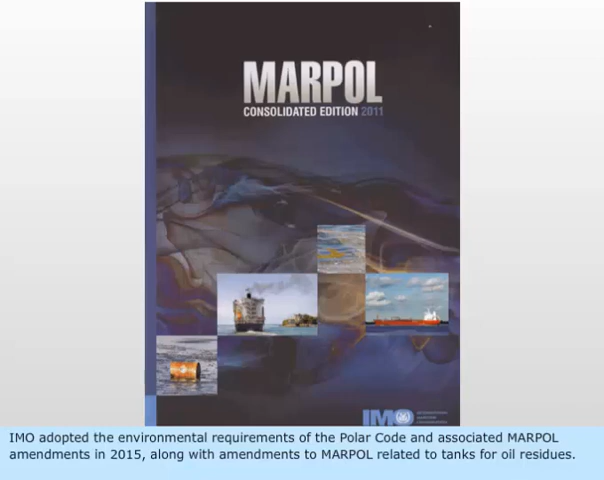 MARPOL
CONSOLIDATED EDITION 2011
IMO
IMO adopted the environmental requirements of the Polar Code and associated MARPOL
amendments in 2015, along with amendments to MARPOL related to tanks for oil residues.